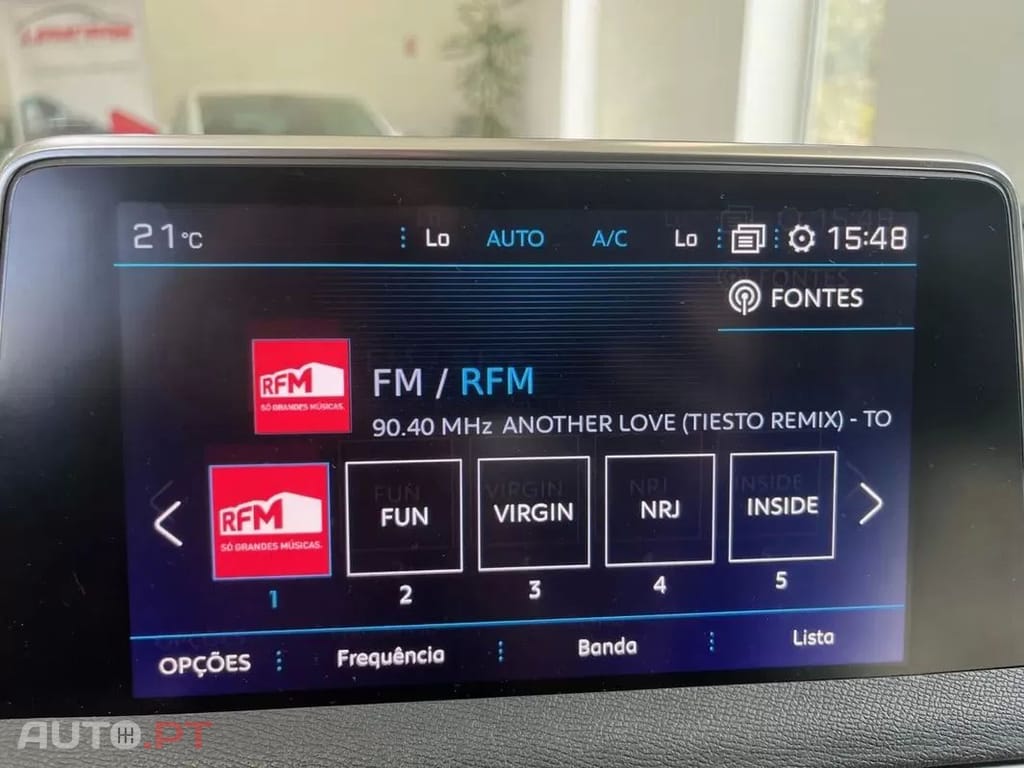 21°C Lo AUTO A/C Lo 15:48
FONTES
RFM
SÓ GRANDES MÚSICAS.
FM / RFM
90.40 MHz ANOTHER LOVE (TIESTO REMIX) - TO
RFM
SÓ GRANDES MÚSICAS.
FUN
VIRGIN
NRJ
INSIDE
1 2 3 4 5
OPÇÕES Frequência Banda Lista
AUTO.PT